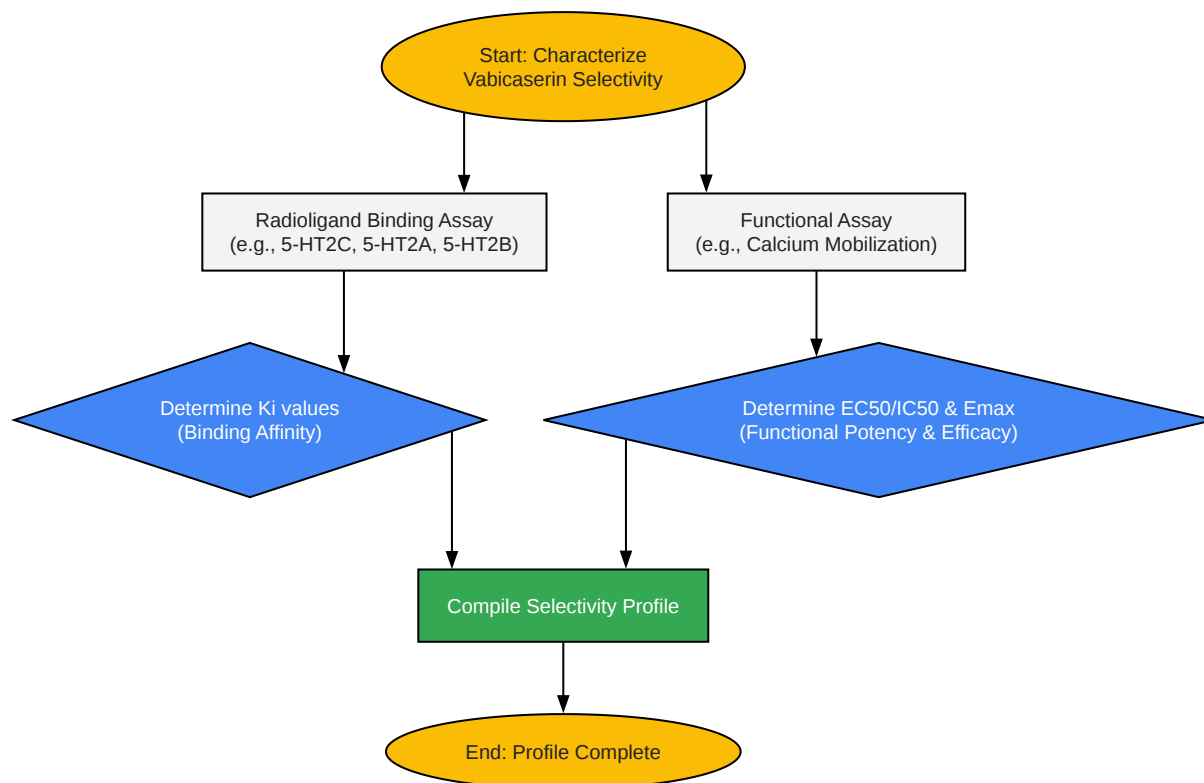 Start: Characterize
Vabicaserin Selectivity
Radioligand Binding Assay
(e.g., 5-HT2C, 5-HT2A, 5-HT2B)
Functional Assay
(e.g., Calcium Mobilization)
Determine Ki values
(Binding Affinity)
Determine EC50/IC50 & Emax
(Functional Potency & Efficacy)
Compile Selectivity Profile
End: Profile Complete